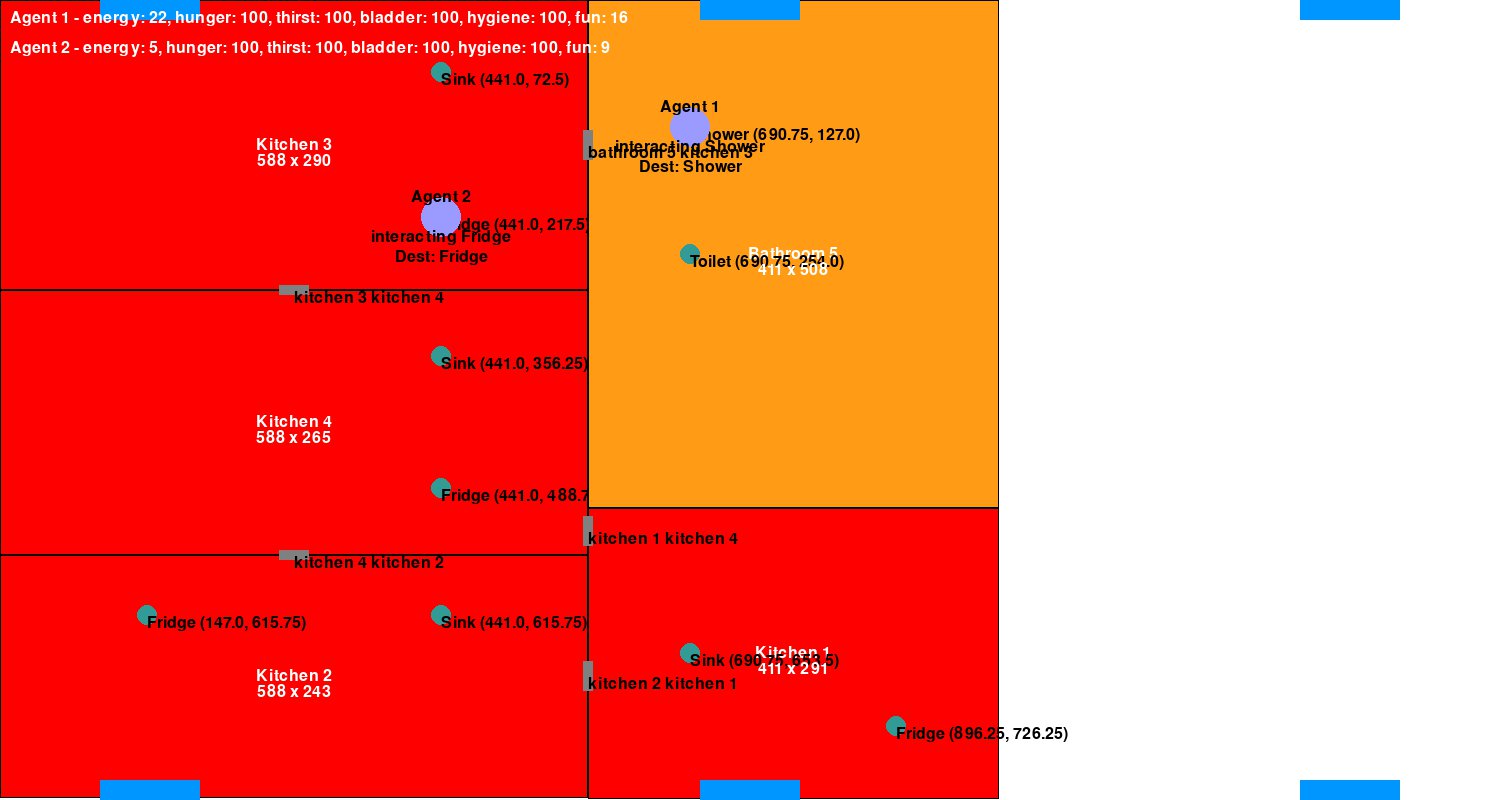 Agent 1 - energy: 22, hunger: 100, thirst: 100, bladder: 100, hygiene: 100, fun: 16
Agent 2 - energy: 5, hunger: 100, thirst: 100, bladder: 100, hygiene: 100, fun: 9
Sink (441.0, 72.5)
Agent 1
(690.75, 127.0)
Kitchen 3
588 x 290
interacting Shower
bathroom 5 kitchen 3
Dest: Shower
Agent 2
(441.0, 217.5)
interacting Fridge
Dest: Fridge
Bathroom 5
411 x 508
Toilet (690.75, 254.0)
kitchen 3 kitchen 4
Sink (441.0, 356.25)
Kitchen 4
588 x 265
Fridge (441.0, 488.7
kitchen 1 kitchen 4
kitchen 4 kitchen 2
Fridge (147.0, 615.75)
Sink (441.0, 615.75)
Kitchen 1
411 x 291
Sink (690.75, 653.5)
Kitchen 2
588 x 243
kitchen 2 kitchen 1
Fridge (896.25, 726.25)